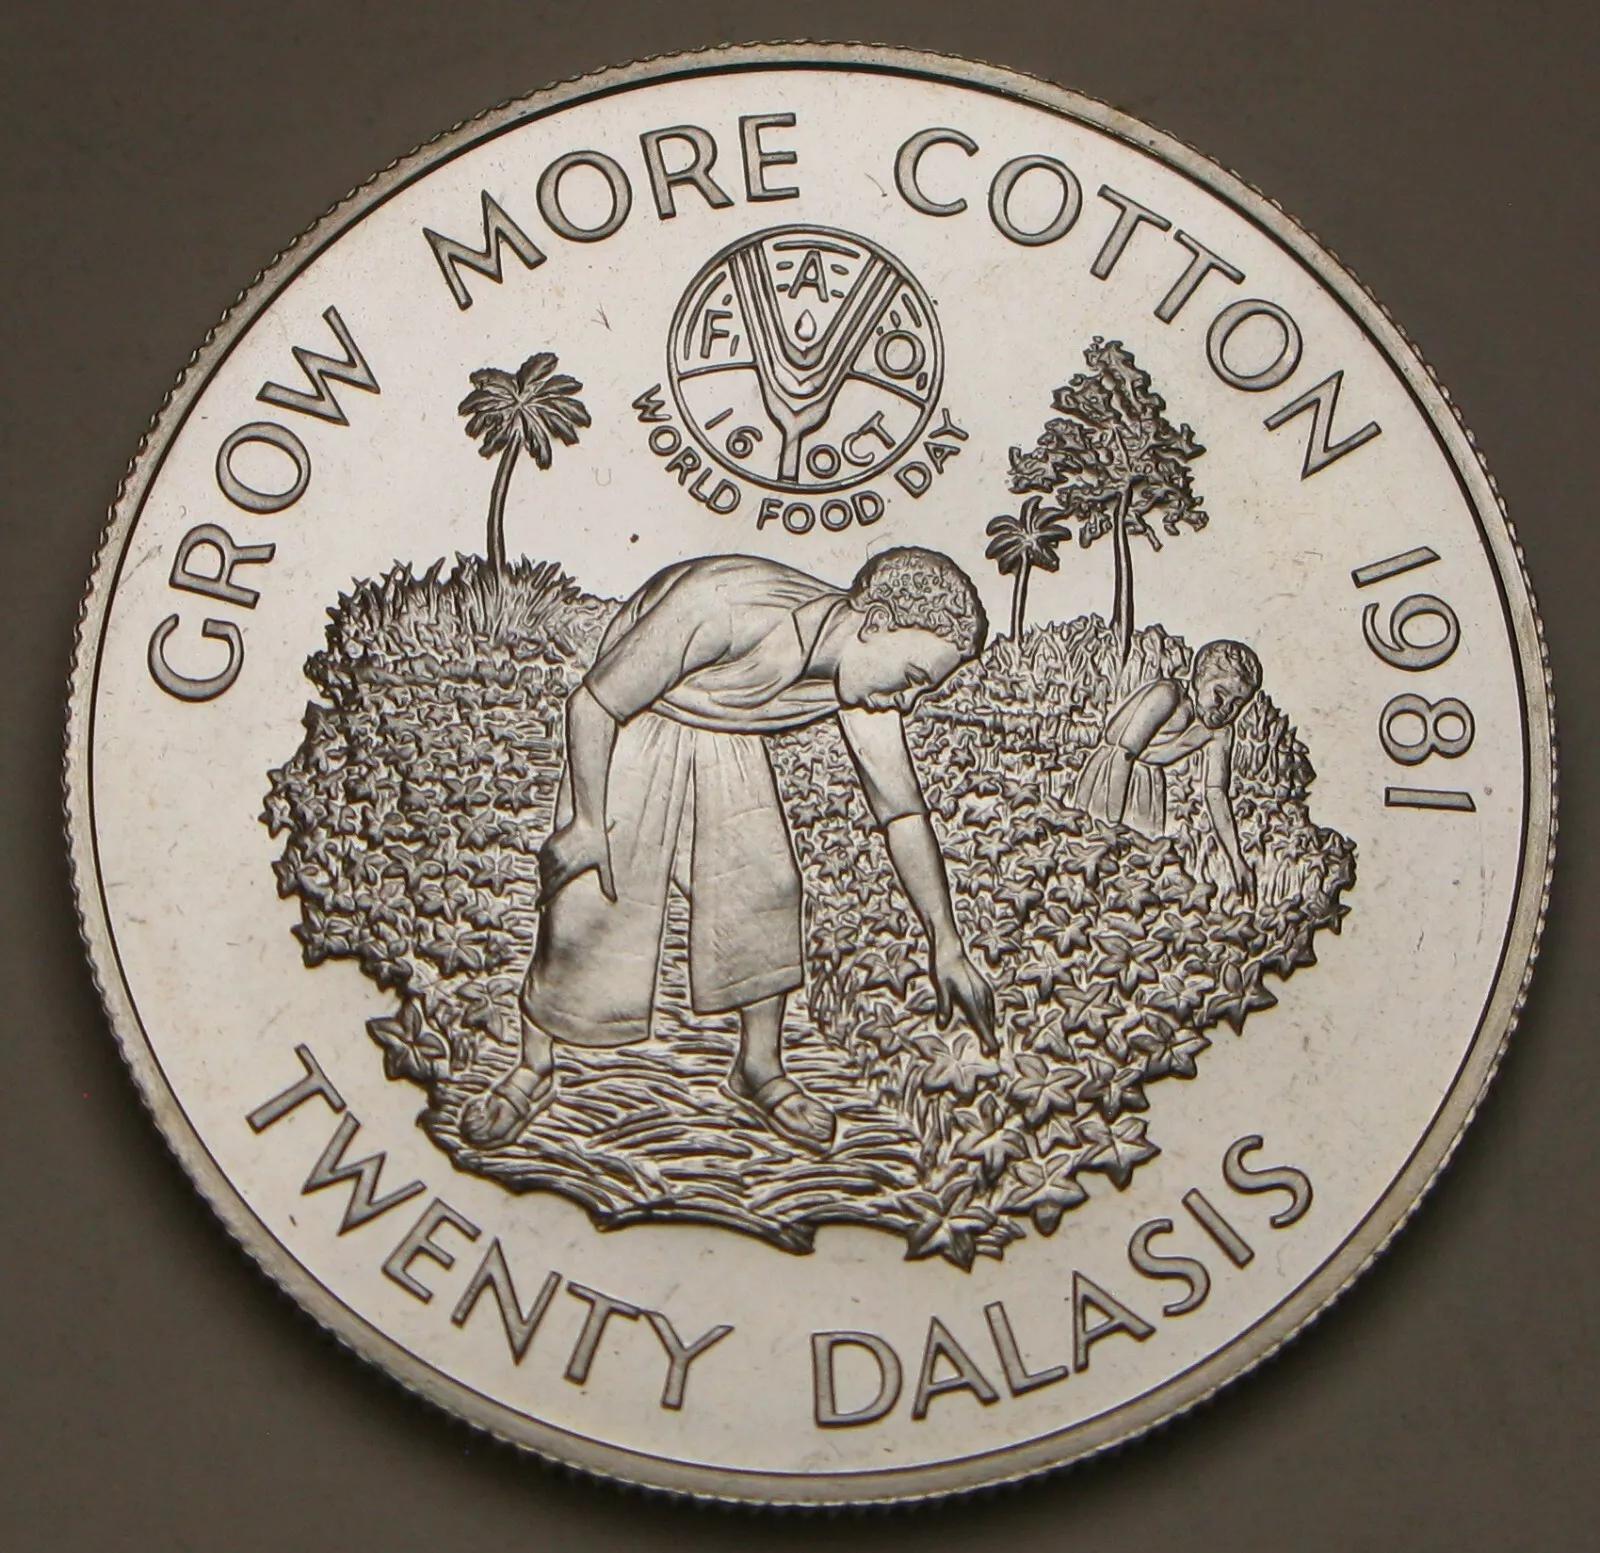 GROW MORE COTTON 1981
F A O
16 OCT
WORLD FOOD DAY
TWENTY DALASIS